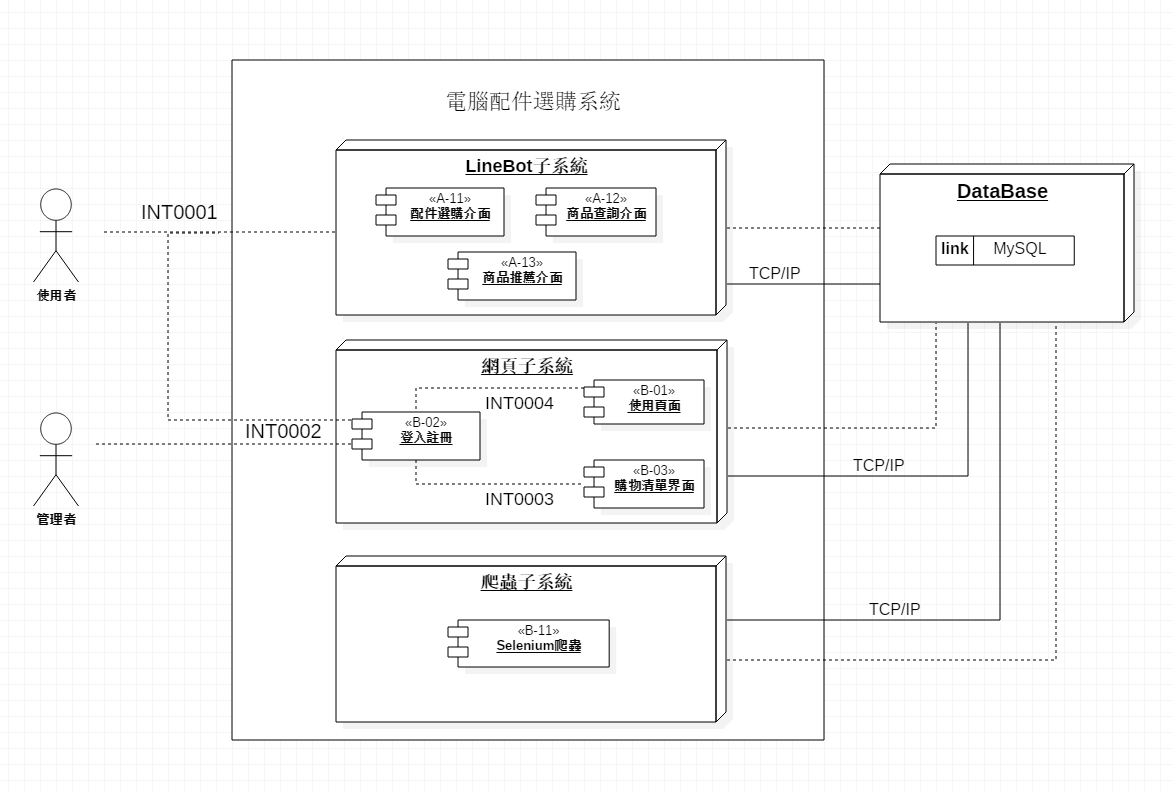 電腦配件選購系統
LineBot子系統
«A-11»
配件選購介面
«A-12»
商品查詢介面
«A-13»
商品推薦介面
INT0001
使用者
DataBase
link
MySQL
TCP/IP
網頁子系統
«B-01»
使用頁面
INT0004
«B-02»
登入註冊
INT0002
管理者
«B-03»
購物清單界面
INT0003
TCP/IP
爬蟲子系統
«B-11»
Selenium爬蟲
TCP/IP